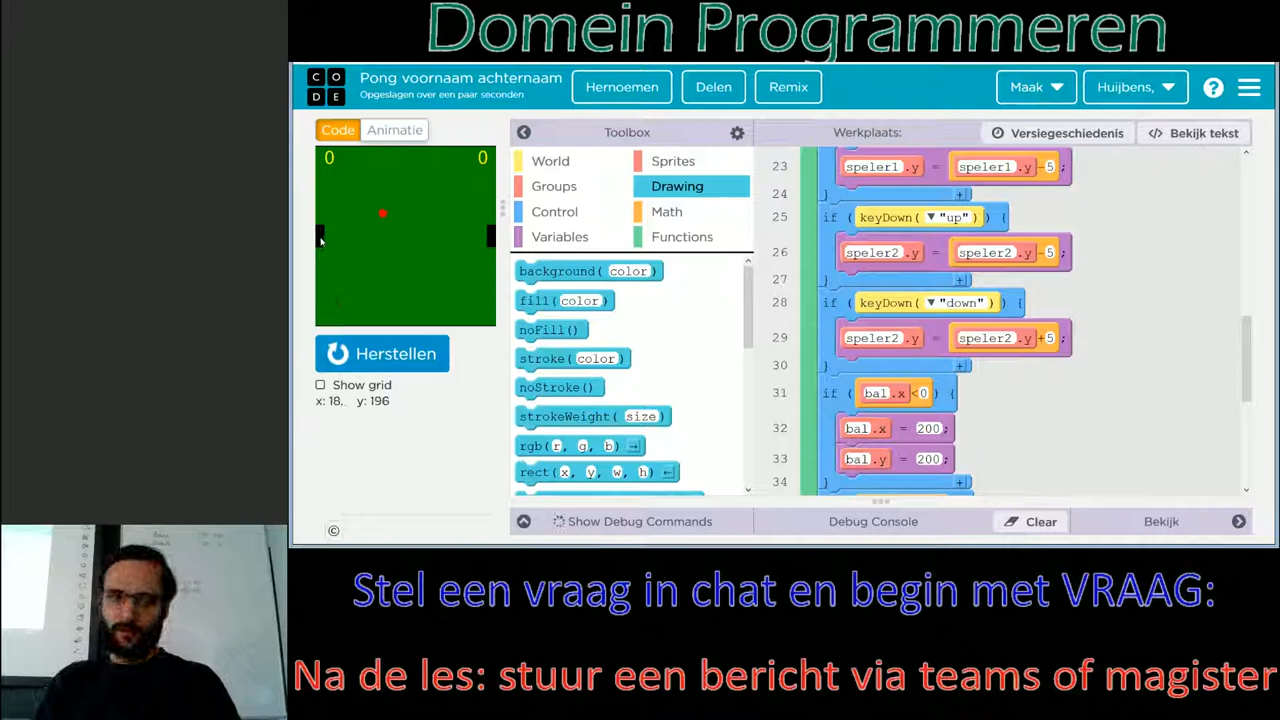 Domein Programmeren
C O
D E
Pong voornaam achternaam
Opgeslagen over een paar seconden
Hernoemen
Delen
Remix
Maak
Huijbens,
?
Code
Animatie
0
0
Herstellen
Show grid
x: 18, y: 196
©
Toolbox
World
Sprites
Groups
Drawing
Control
Math
Variables
Functions
background( color )
fill( color )
noFill()
stroke( color )
noStroke()
strokeWeight( size )
rgb( r, g, b )
rect( x, y, w, h )
Werkplaats:
Versiegeschiedenis
</> Bekijk tekst
23 speler1.y = speler1.y-5;
24 }
25 if ( keyDown( "up" ) ) {
26 speler2.y = speler2.y-5;
27 }
28 if ( keyDown( "down" ) ) {
29 speler2.y = speler2.y+5;
30 }
31 if ( bal.x<0 ) {
32 bal.x = 200;
33 bal.y = 200;
34 }
Show Debug Commands
Debug Console
Clear
Bekijk
Stel een vraag in chat en begin met VRAAG:
Na de les: stuur een bericht via teams of magister